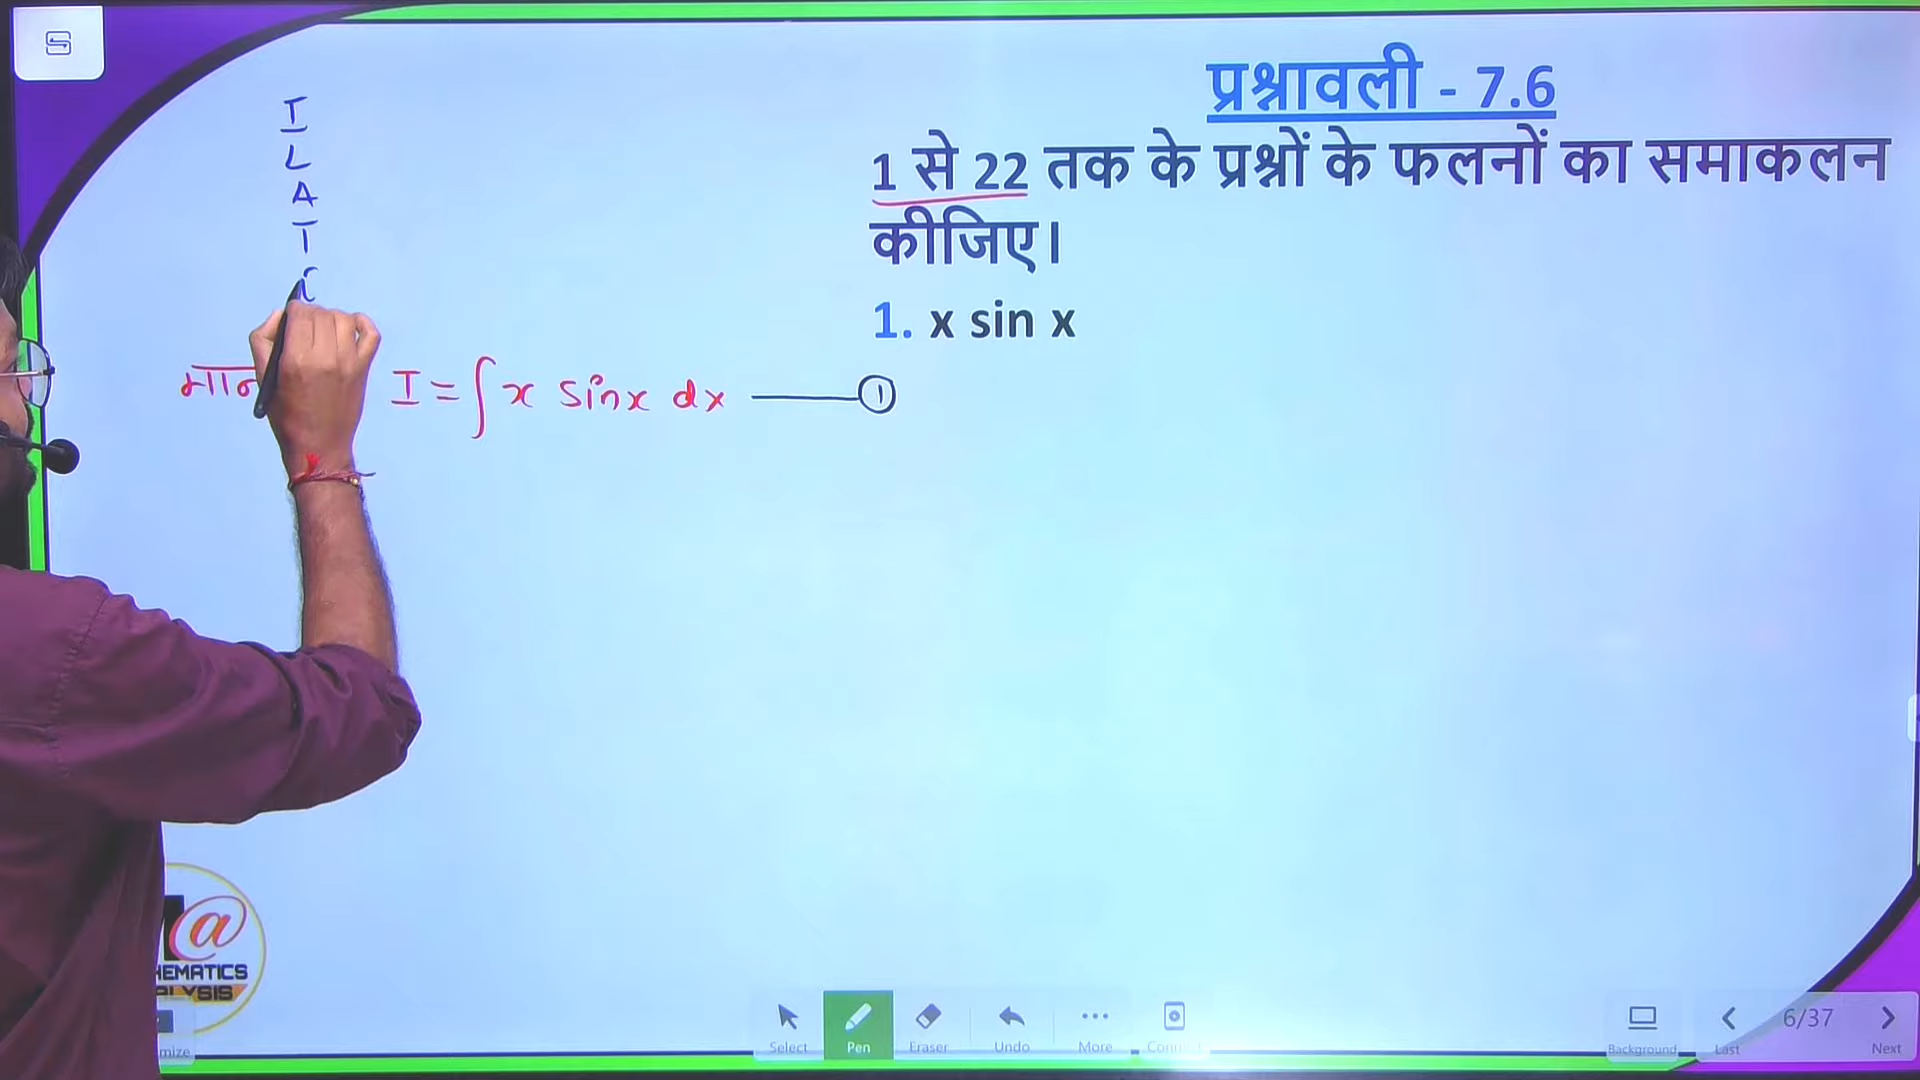 प्रश्नावली - 7.6
1 से 22 तक के प्रश्नों के फलनों का समाकलन
कीजिए।
1. x sin x
I
L
A
T
माना I = ∫ x sinx dx ——— ①
@
Select
Pen
Eraser
Undo
More
Background
Last
6/37
Next